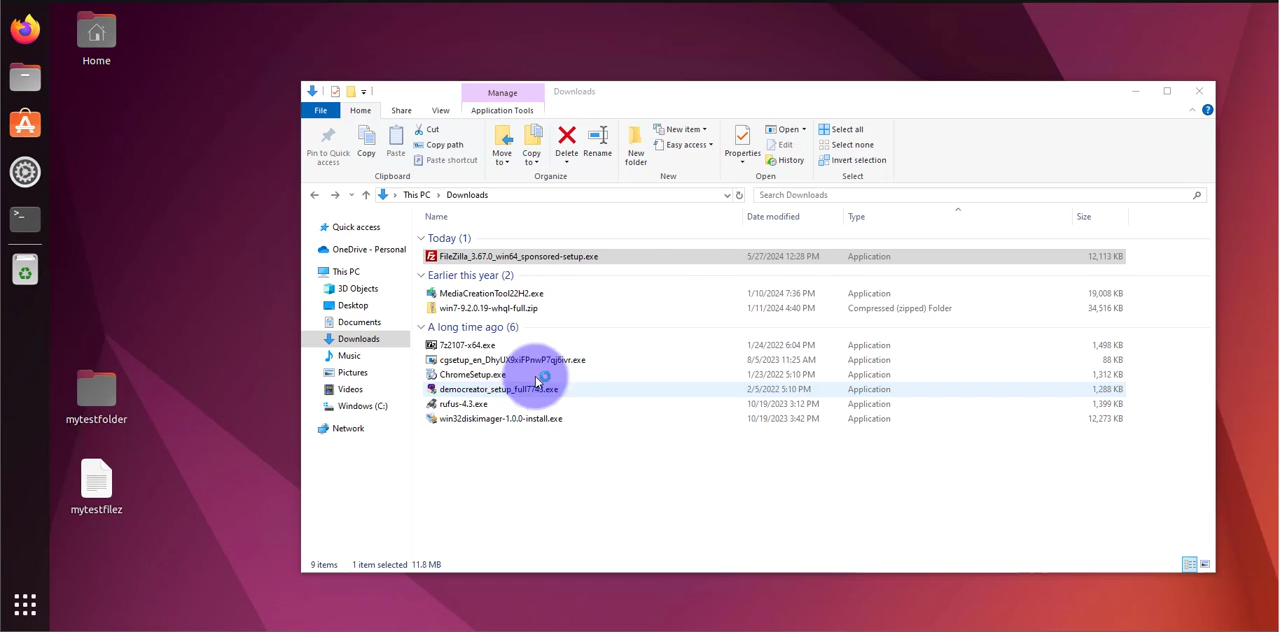 Home
mytestfolder
mytestfilez
Manage
Downloads
File
Home
Share
View
Application Tools
Pin to Quick
access
Copy
Paste
Cut
Copy path
Paste shortcut
Clipboard
Move
to
Copy
to
Delete
Rename
Organize
New
folder
New item
Easy access
New
Properties
Open
Edit
History
Open
Select all
Select none
Invert selection
Select
This PC
Downloads
Search Downloads
Quick access
OneDrive - Personal
This PC
3D Objects
Desktop
Documents
Downloads
Music
Pictures
Videos
Windows (C:)
Network
Name Date modified Type Size
Today (1)
FileZilla_3.67.0_win64_sponsored-setup.exe 5/27/2024 12:28 PM Application 12,113 KB
Earlier this year (2)
MediaCreationTool22H2.exe 1/10/2024 7:36 PM Application 19,008 KB
win7-9.2.0.19-whql-full.zip 1/11/2024 4:40 PM Compressed (zipped) Folder 34,516 KB
A long time ago (6)
7z2107-x64.exe 1/24/2022 6:04 PM Application 1,498 KB
8/5/2023 11:25 AM Application 88 KB
ChromeSetup.exe 1/23/2022 5:10 PM Application 1,312 KB
democreator_setup_full7743.exe 2/5/2022 5:10 PM Application 1,288 KB
rufus-4.3.exe 10/19/2023 3:12 PM Application 1,399 KB
win32diskimager-1.0.0-install.exe 10/19/2023 3:42 PM Application 12,273 KB
9 items 1 item selected 11.8 MB